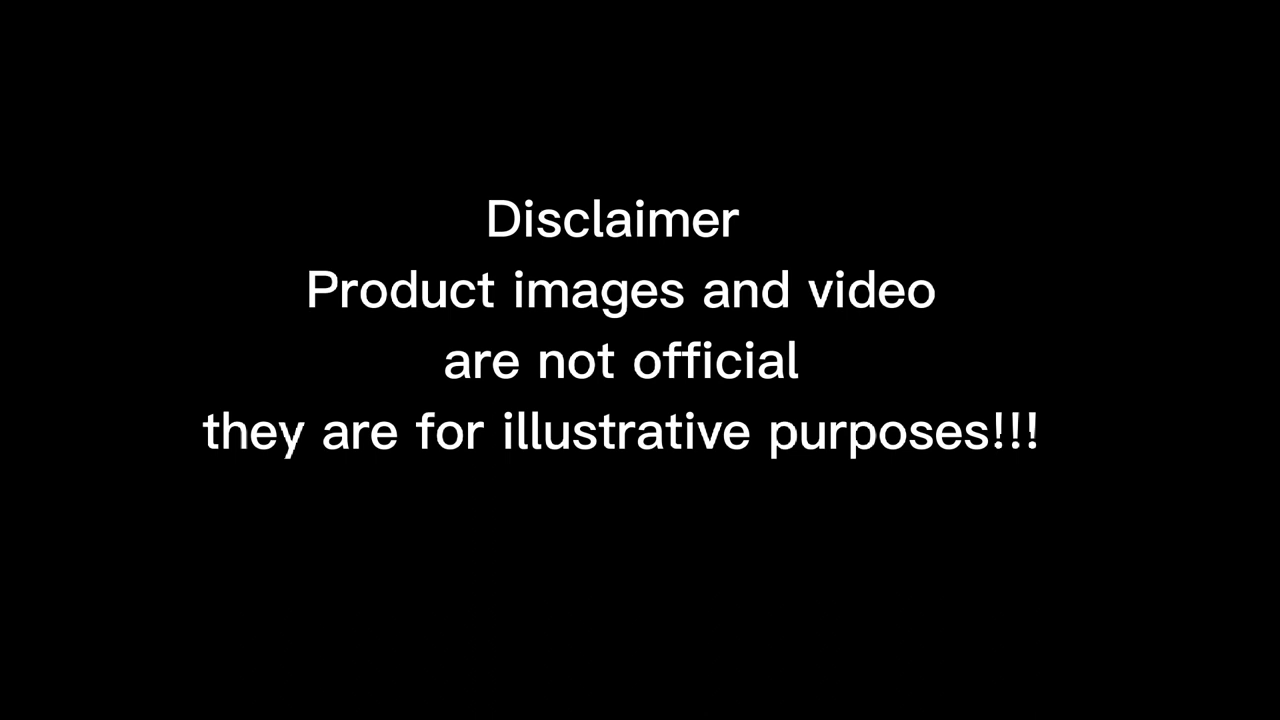 Disclaimer
Product images and video
are not official
they are for illustrative purposes!!!